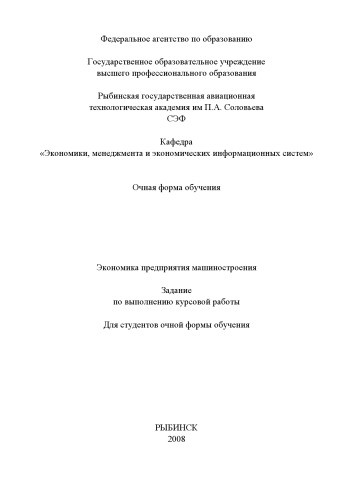 Федеральное агентство по образованию
Государственное образовательное учреждение
высшего профессионального образования
Рыбинская государственная авиационная
технологическая академия им П.А. Соловьева
СЭФ
Кафедра
«Экономики, менеджмента и экономических информационных систем»
Очная форма обучения
Экономика предприятия машиностроения
Задание
по выполнению курсовой работы
Для студентов очной формы обучения
РЫБИНСК
2008